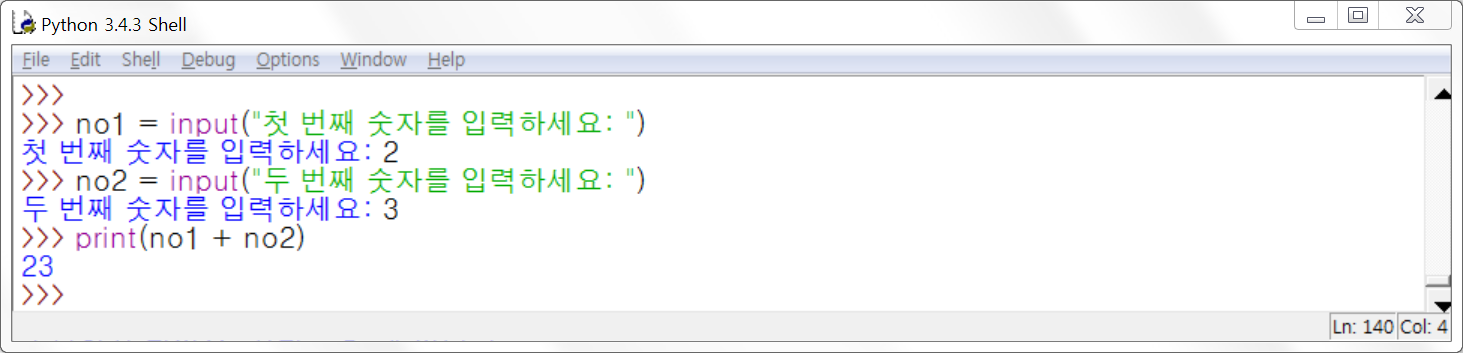 Python 3.4.3 Shell
File Edit Shell Debug Options Window Help
>>>
>>> no1 = input("첫 번째 숫자를 입력하세요: ")
첫 번째 숫자를 입력하세요: 2
>>> no2 = input("두 번째 숫자를 입력하세요: ")
두 번째 숫자를 입력하세요: 3
>>> print(no1 + no2)
23
>>>
Ln: 140 Col: 4